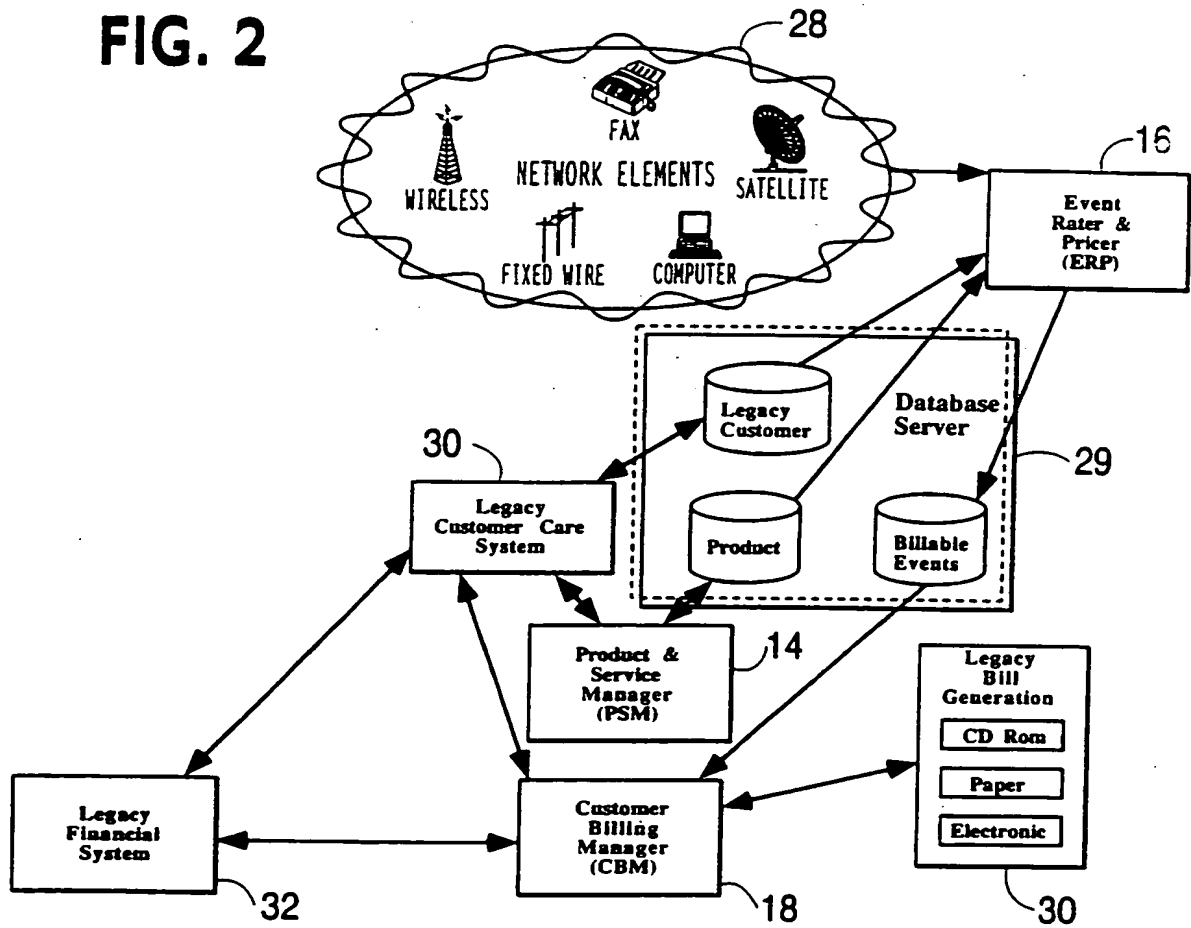 FIG. 2
28
FAX
WIRELESS
NETWORK ELEMENTS
SATELLITE
FIXED WIRE
COMPUTER
16
Event
Rater &
Pricer
(ERP)
Legacy
Customer
Database
Server
29
30
Legacy
Customer Care
System
Product
Billable
Events
Product &
Service
Manager
(PSM)
14
Legacy
Bill
Generation
CD Rom
Paper
Electronic
30
Legacy
Financial
System
32
Customer
Billing
Manager
(CBM)
18